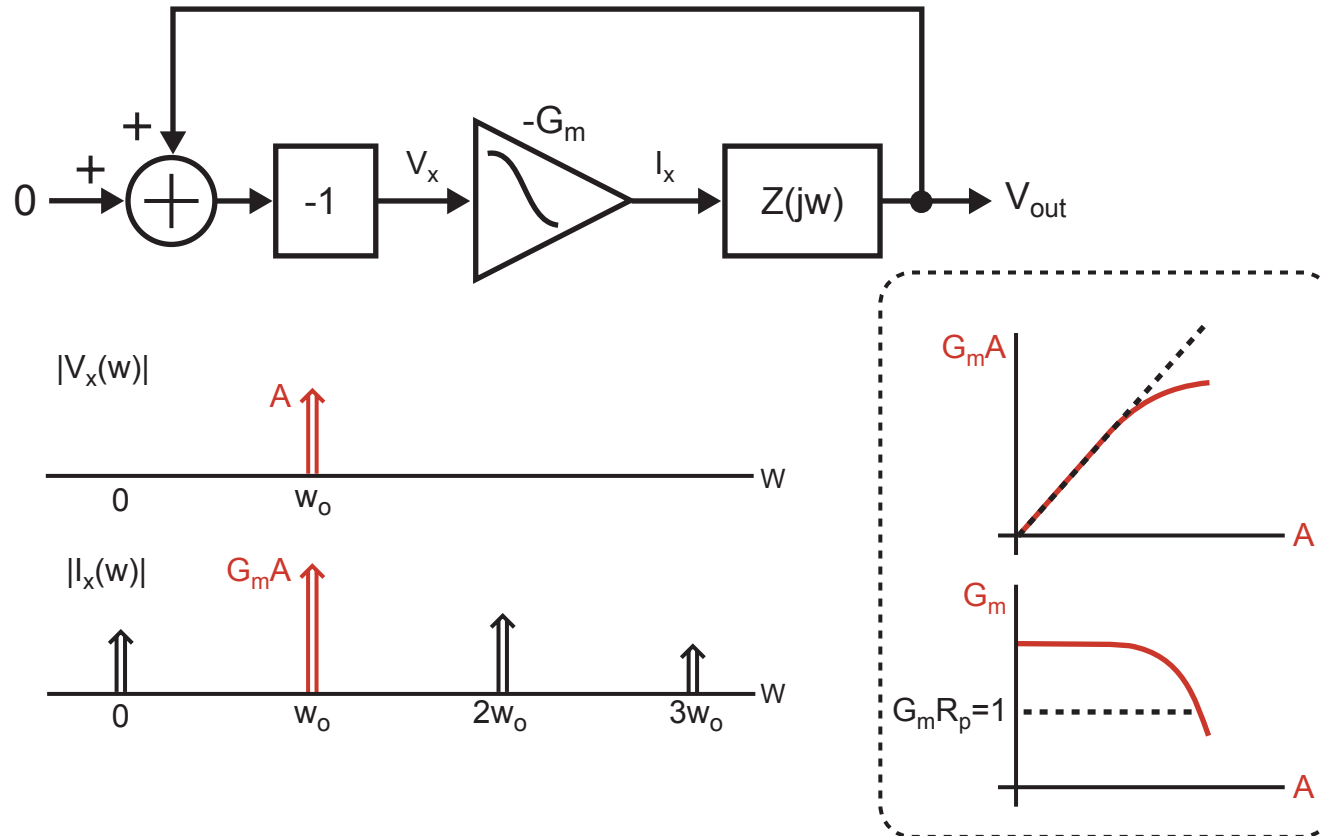 -Gₘ
+
+
0
+
-1
Vₓ
Iₓ
Z(jw)
Vₒᵤₜ
|Vₓ(w)|
A
0
wₒ
w
|Iₓ(w)|
GₘA
0
wₒ
2wₒ
3wₒ
w
GₘA
A
Gₘ
GₘRₚ=1
A